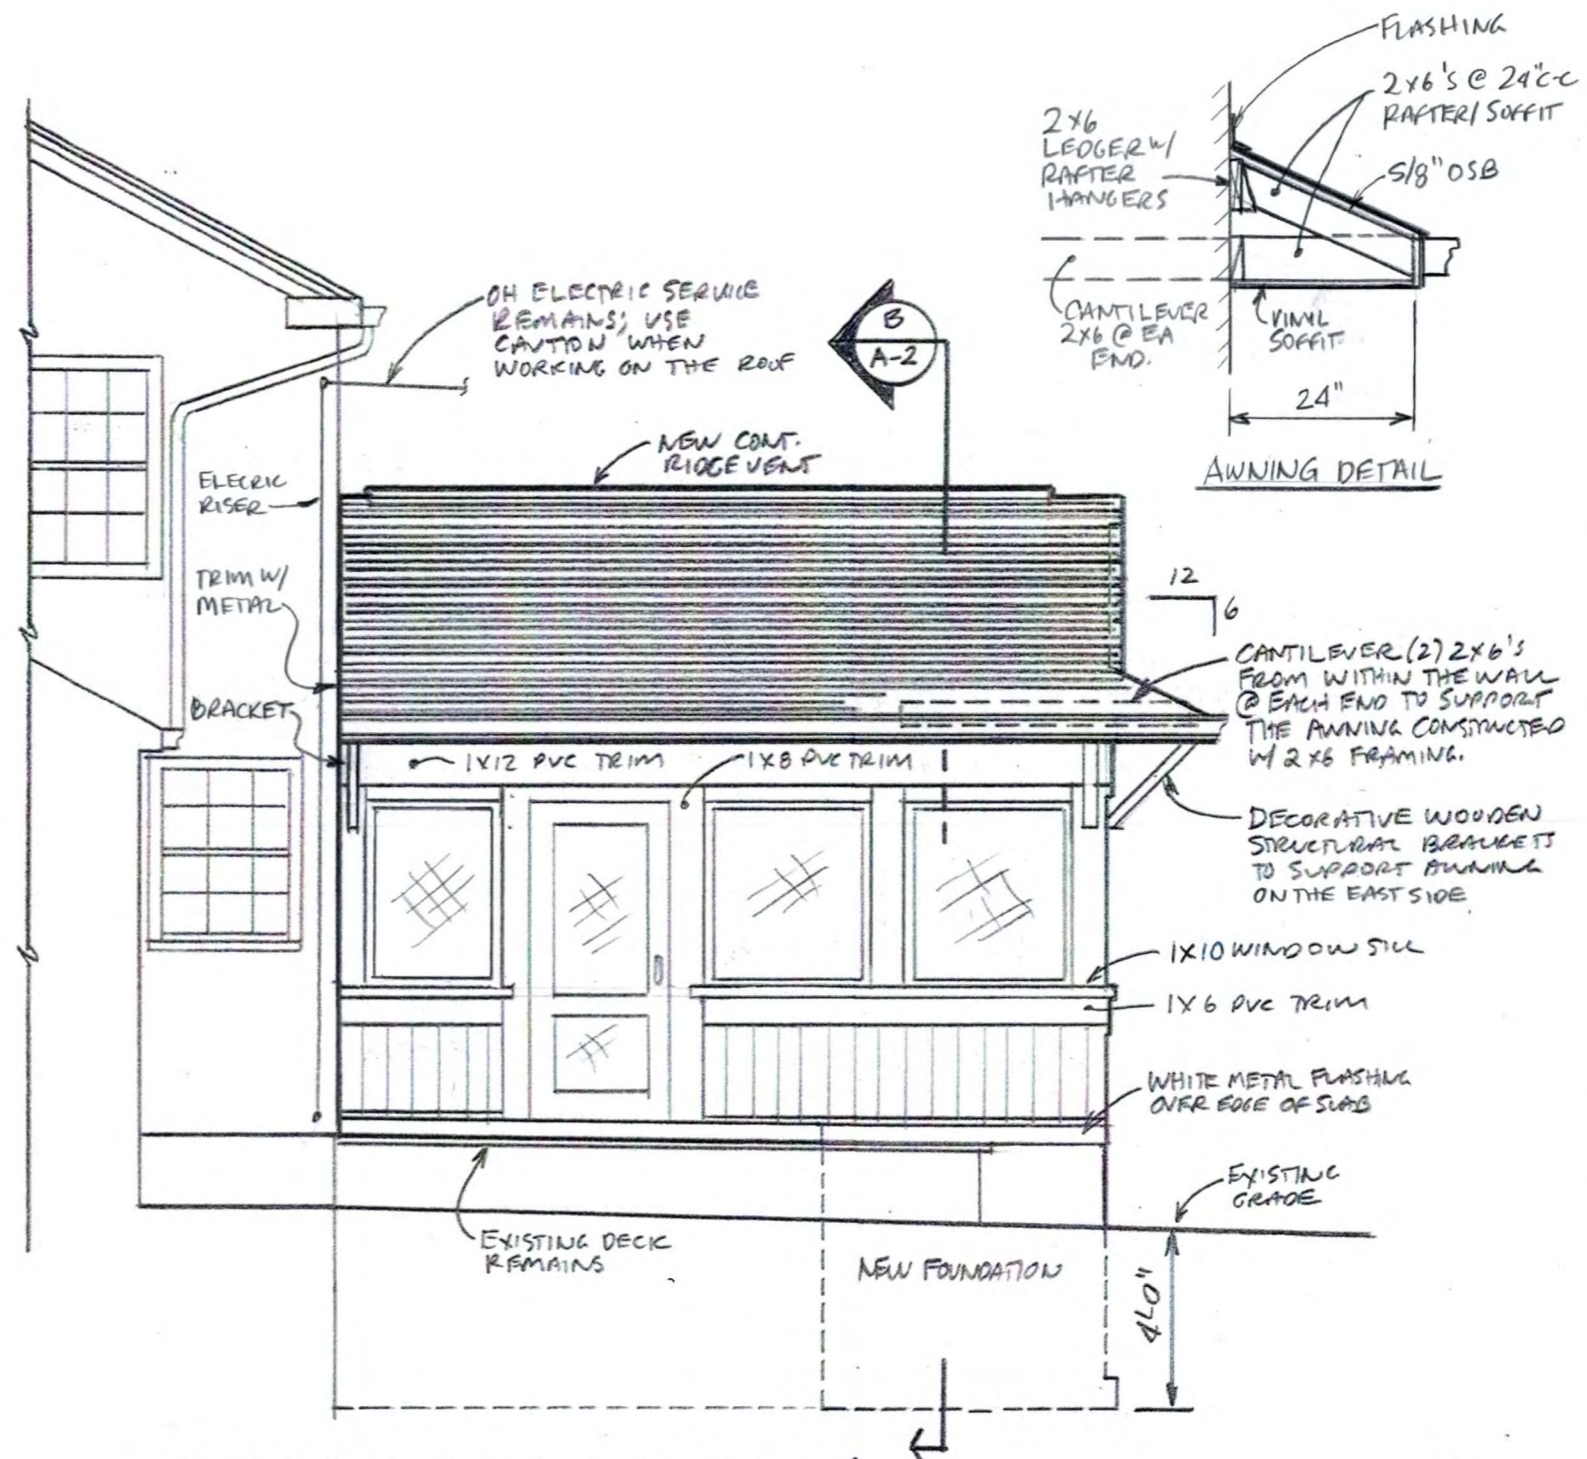 FLASHING
2x6'S @ 24"C-C
RAFTER/SOFFIT
2x6
LEDGER W/
RAFTER
HANGERS
5/8" OSB
CANTILEVER
2x6 @ EA
END.
VINYL
SOFFIT
24"
AWNING DETAIL
OH ELECTRIC SERVICE
REMAINS; USE
CAUTION WHEN
WORKING ON THE ROOF
B
A-2
NEW CONT.
RIDGE VENT
ELECRIC
RISER
TRIM W/
METAL
BRACKET
12
6
CANTILEVER (2) 2x6'S
FROM WITHIN THE WALL
@ EACH END TO SUPPORT
THE AWNING CONSTRUCTED
W/ 2x6 FRAMING.
1x12 PVC TRIM
1x8 PVC TRIM
DECORATIVE WOODEN
STRUCTURAL BRACKETS
TO SUPPORT AWNING
ON THE EAST SIDE
1x10 WINDOW SILL
1x6 PVC TRIM
WHITE METAL FLASHING
OVER EDGE OF SLAB
EXISTING
GRADE
EXISTING DECK
REMAINS
NEW FOUNDATION
4'-0"